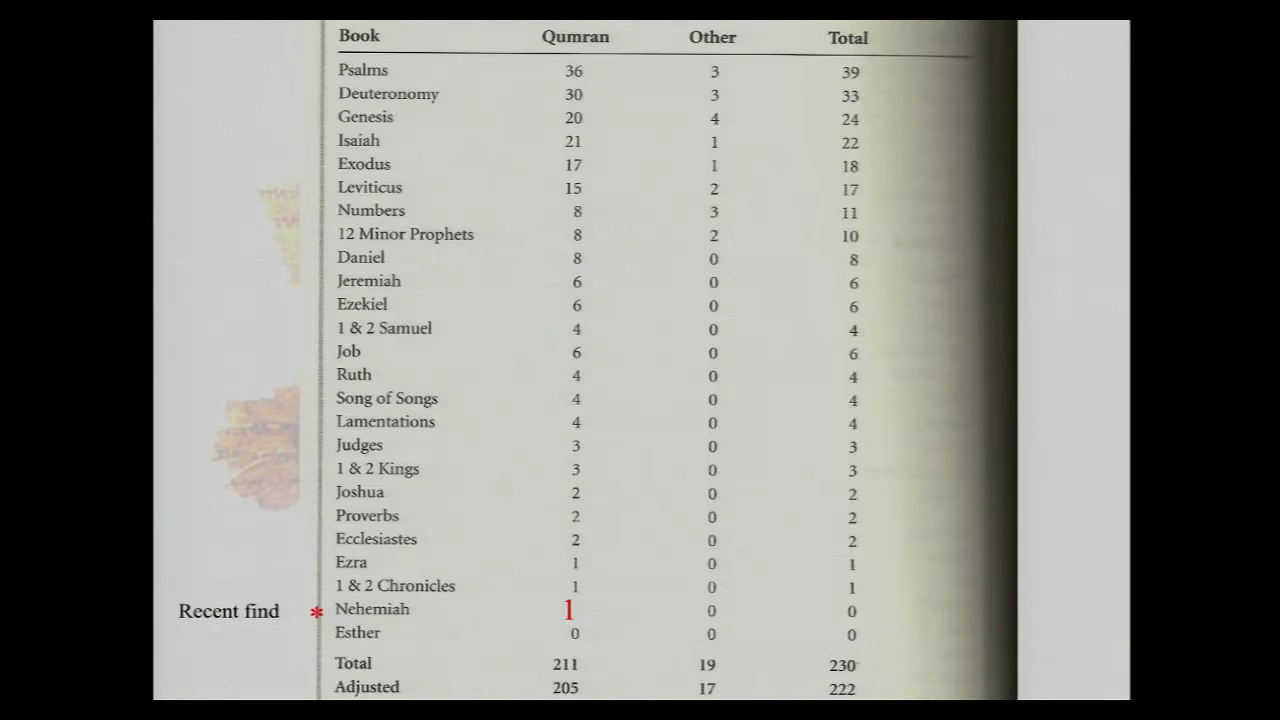 Book Qumran Other Total
Psalms 36 3 39
Deuteronomy 30 3 33
Genesis 20 4 24
Isaiah 21 1 22
Exodus 17 1 18
Leviticus 15 2 17
Numbers 8 3 11
12 Minor Prophets 8 2 10
Daniel 8 0 8
Jeremiah 6 0 6
Ezekiel 6 0 6
1 & 2 Samuel 4 0 4
Job 6 0 6
Ruth 4 0 4
Song of Songs 4 0 4
Lamentations 4 0 4
Judges 3 0 3
1 & 2 Kings 3 0 3
Joshua 2 0 2
Proverbs 2 0 2
Ecclesiastes 2 0 2
Ezra 1 0 1
1 & 2 Chronicles 1 0 1
Recent find * Nehemiah 1 0 0
Esther 0 0 0
Total 211 19 230
Adjusted 205 17 222